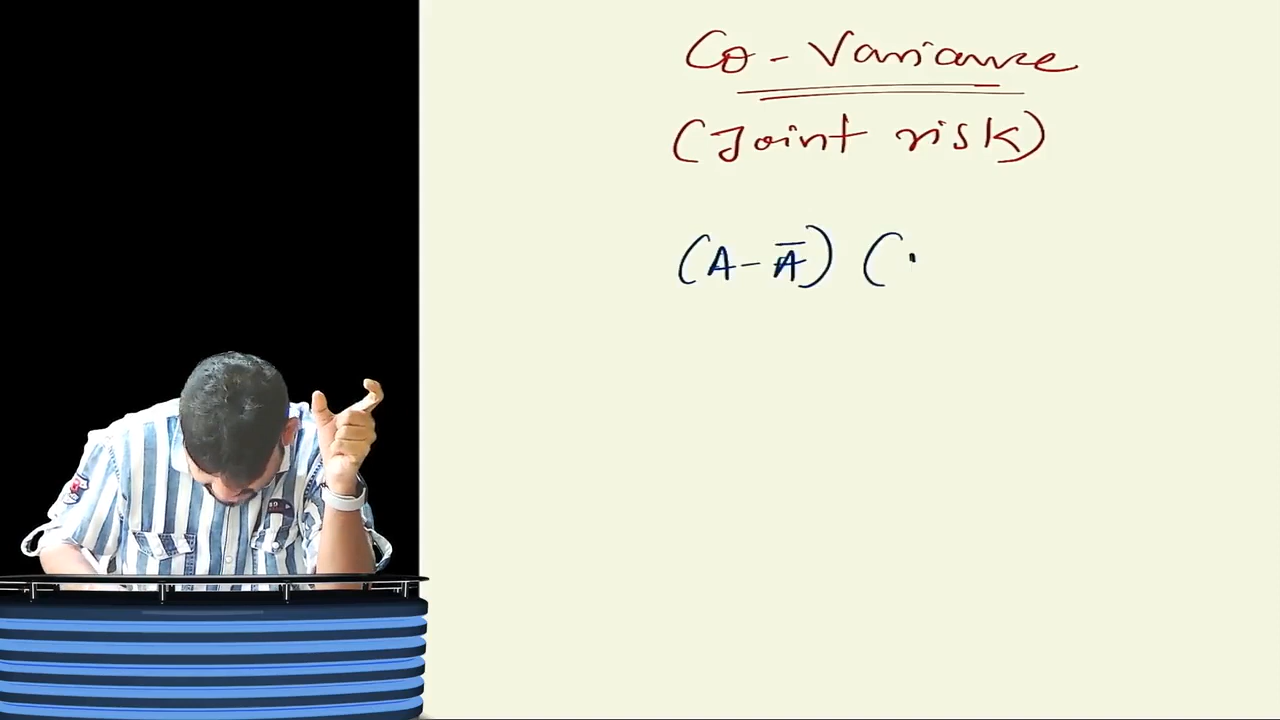 Co-Variance
(Joint risk)
(A-A̅) (